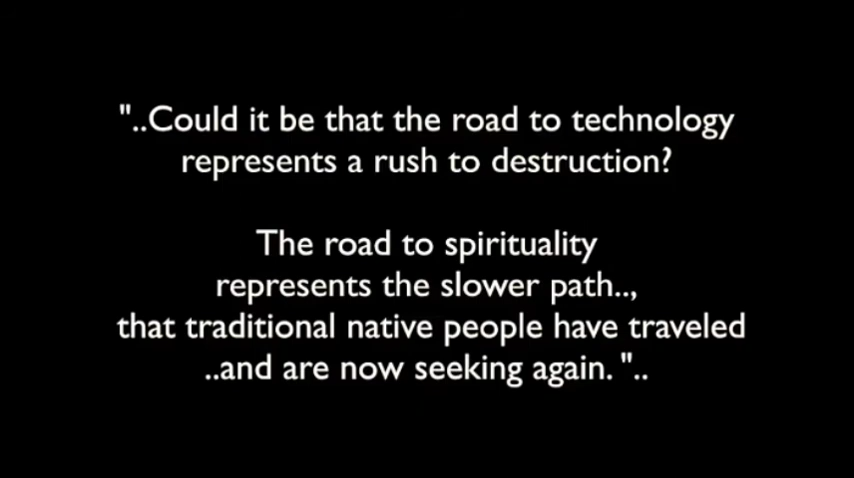 "..Could it be that the road to technology
represents a rush to destruction?
The road to spirituality
represents the slower path..,
that traditional native people have traveled
..and are now seeking again. "..